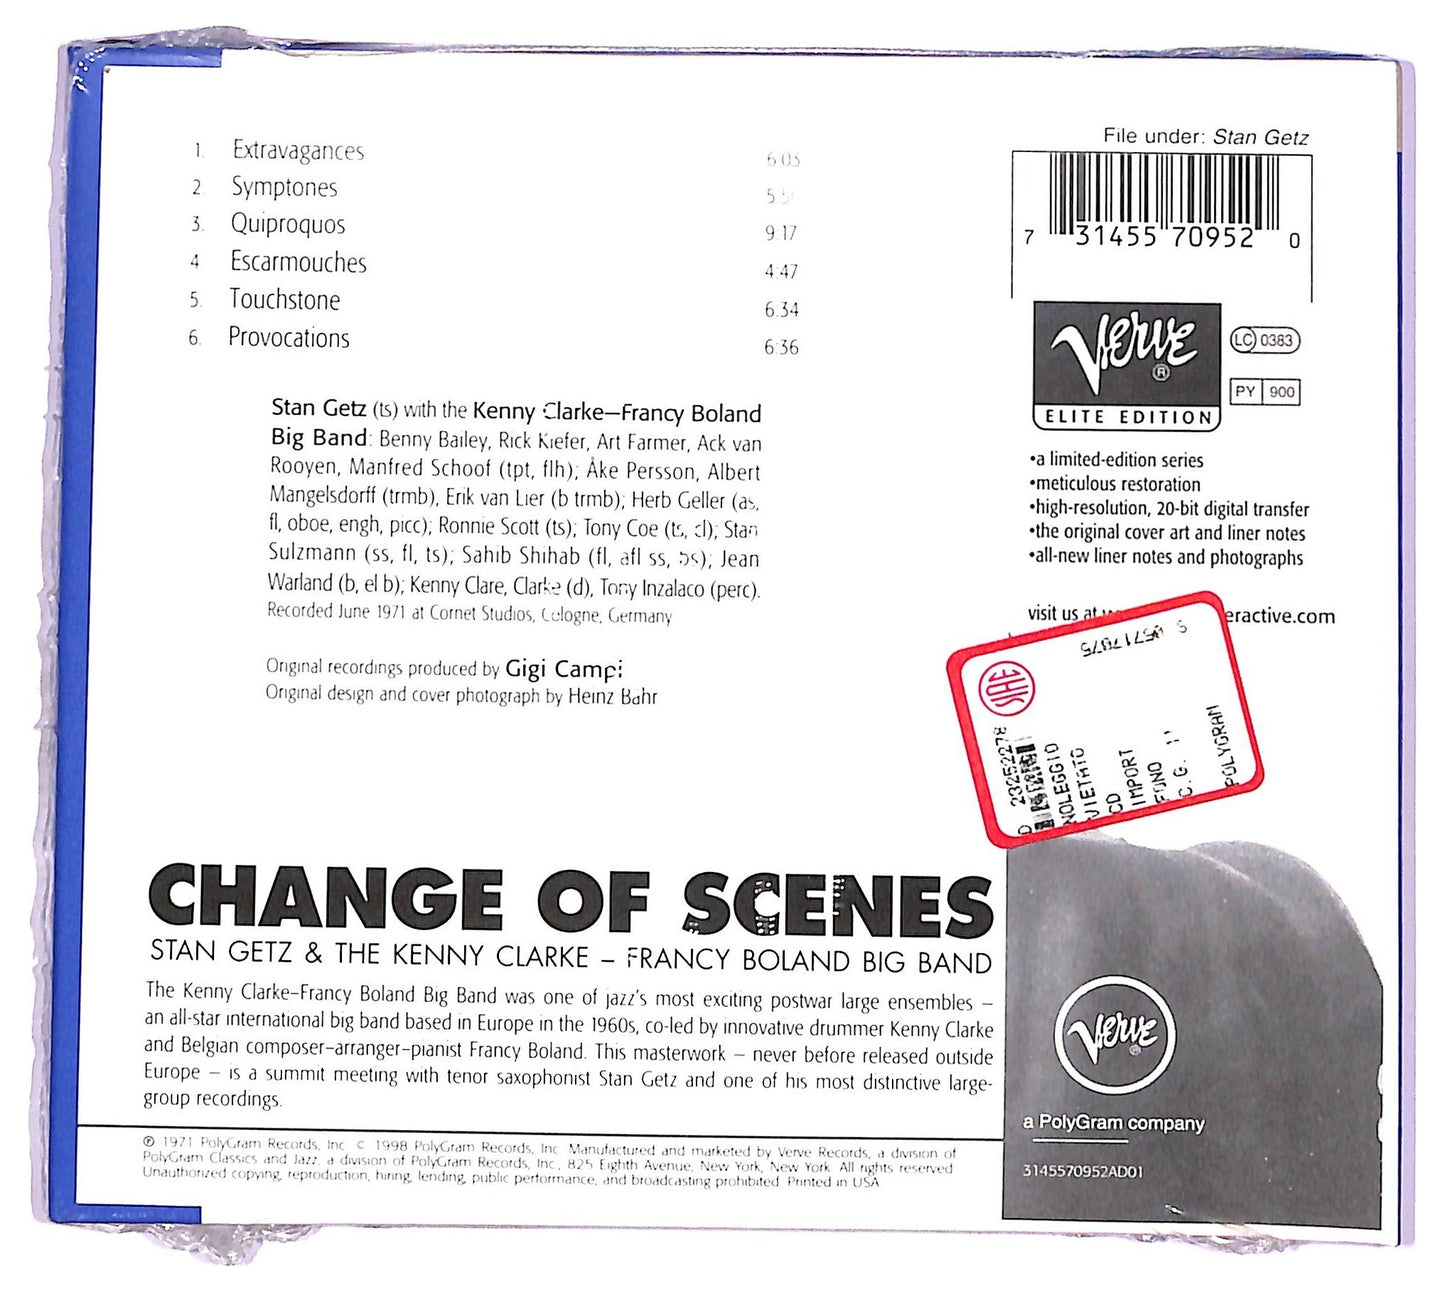 1. Extravagances 6:03
2 Symptones
3. Quiproquos 9:17
4 Escarmouches 4:47
5. Touchstone 6:34
6. Provocations 6:36
Stan Getz (ts) with the Kenny Clarke–Francy Boland
Big Band: Benny Bailey, Rick Kiefer, Art Farmer, Ack van
Rooyen, Manfred Schoof (tpt, flh); Åke Persson, Albert
Mangelsdorff (trmb), Erik van Lier (b trmb); Herb Geller (as,
fl, oboe, engh, picc); Ronnie Scott (ts); Tony Coe (ts, cl); Stan
Sulzmann (ss, fl, ts); Sahib Shihab (fl, afl ss, bs); Jean
Warland (b, el b); Kenny Clare, Clarke (d), Tony Inzalaco (perc).
Recorded June 1971 at Cornet Studios, Cologne, Germany
Original recordings produced by Gigi Campi
Original design and cover photograph by Heinz Bahr
File under: Stan Getz
7 31455 70952 0
Verve ®
ELITE EDITION
LC 0383
PY 900
•a limited-edition series
•meticulous restoration
•high-resolution, 20-bit digital transfer
•the original cover art and liner notes
•all-new liner notes and photographs
visit us at eractive.com
SIAE
D 23252278
NOLEGGIO
VIETATO
CD
IMPORT
FONO
C.G. 11
POLYGRAM
CHANGE OF SCENES
STAN GETZ & THE KENNY CLARKE – FRANCY BOLAND BIG BAND
The Kenny Clarke–Francy Boland Big Band was one of jazz's most exciting postwar large ensembles –
an all-star international big band based in Europe in the 1960s, co-led by innovative drummer Kenny Clarke
and Belgian composer–arranger–pianist Francy Boland. This masterwork – never before released outside
Europe – is a summit meeting with tenor saxophonist Stan Getz and one of his most distinctive large-
group recordings.
℗ 1971 PolyGram Records, Inc © 1998 PolyGram Records, Inc Manufactured and marketed by Verve Records, a division of
PolyGram Classics and Jazz, a division of PolyGram Records, Inc., 825 Eighth Avenue, New York, New York. All rights reserved
Unauthorized copying, reproduction, hiring, lending, public performance, and broadcasting prohibited. Printed in USA
Verve ®
a PolyGram company
3145570952AD01